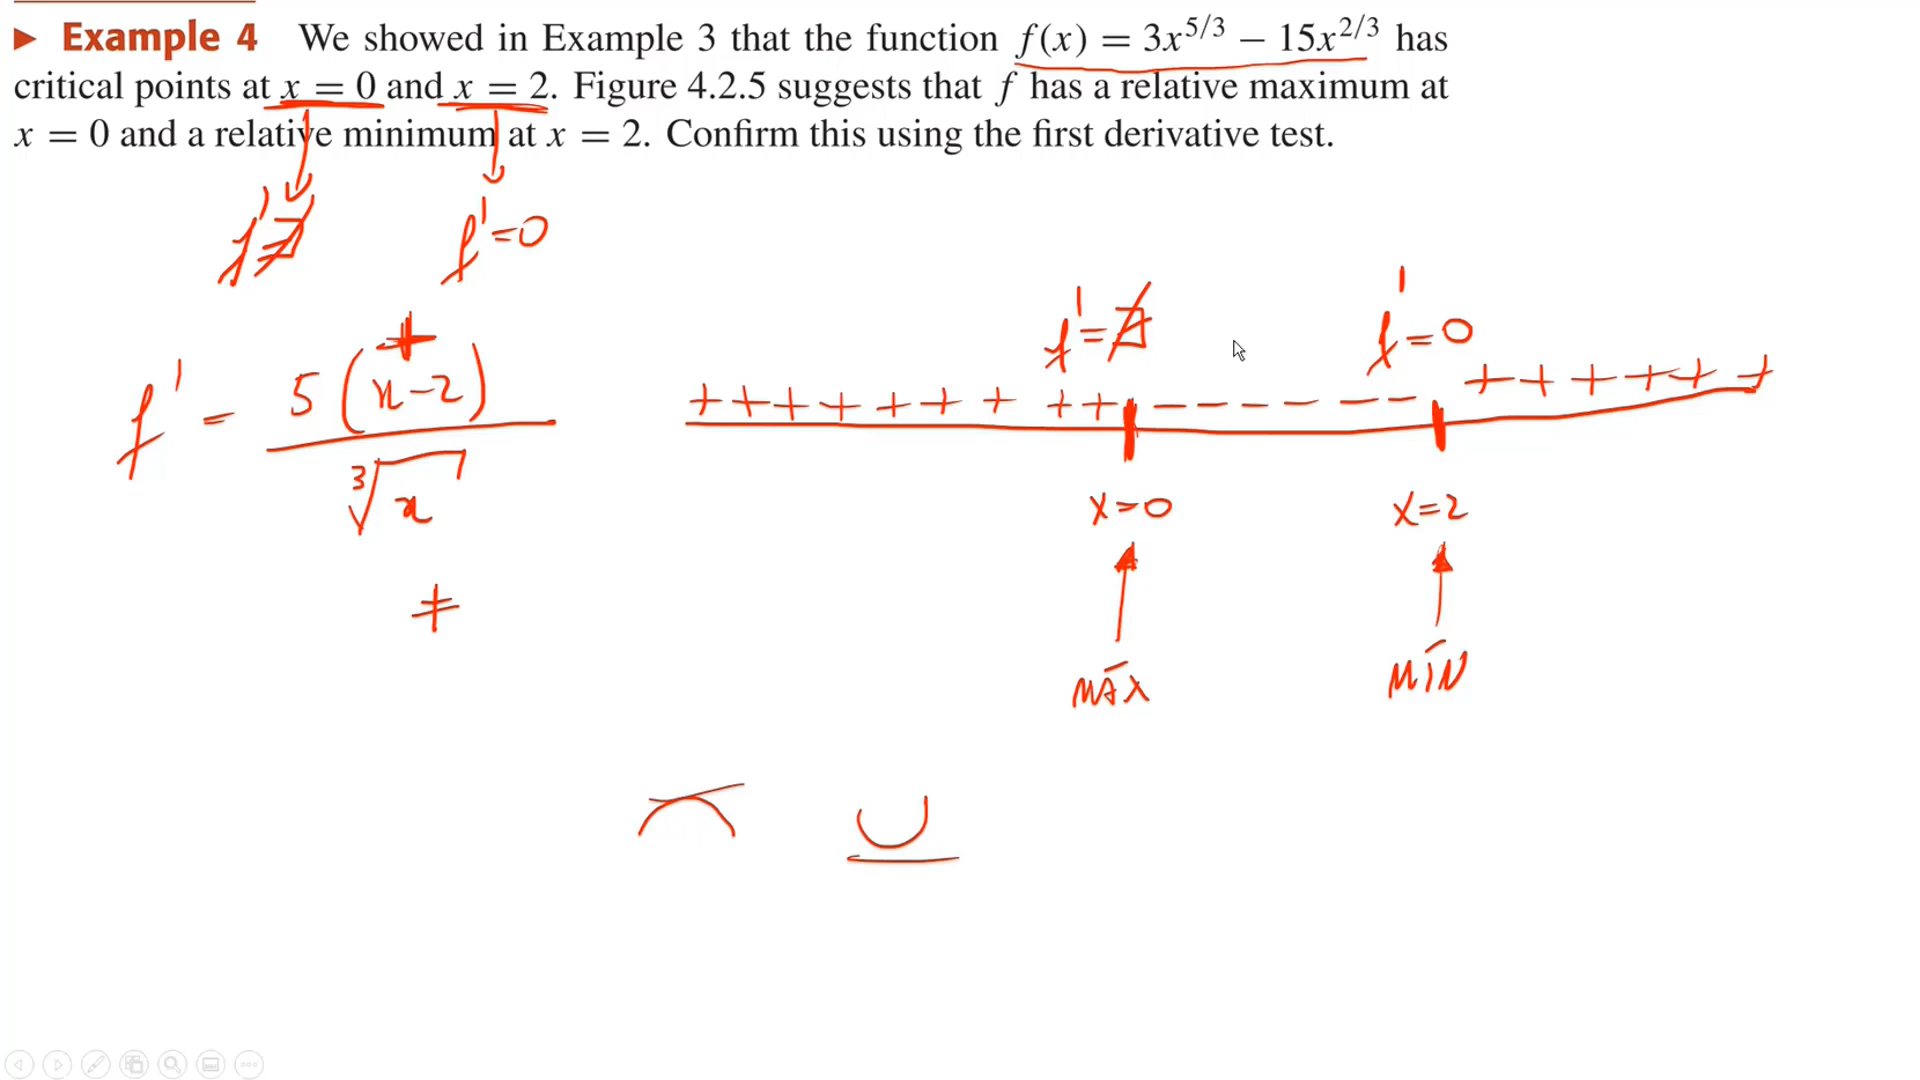 ▶ Example 4 We showed in Example 3 that the function f(x) = 3x^{5/3} − 15x^{2/3} has
critical points at x = 0 and x = 2. Figure 4.2.5 suggests that f has a relative maximum at
x = 0 and a relative minimum at x = 2. Confirm this using the first derivative test.
f' ∄ f' = 0
f' = ∄ f' = 0
+
f' = 5(x−2) / ∛x
+++++++ ++ − − − − − − − ++++++
x=0 x=2
+
MAX MIN